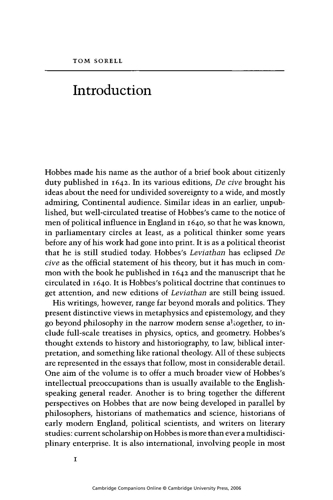 TOM SORELL
Introduction
Hobbes made his name as the author of a brief book about citizenly
duty published in 1642. In its various editions, De cive brought his
ideas about the need for undivided sovereignty to a wide, and mostly
admiring, Continental audience. Similar ideas in an earlier, unpub-
lished, but well-circulated treatise of Hobbes's came to the notice of
men of political influence in England in 1640, so that he was known,
in parliamentary circles at least, as a political thinker some years
before any of his work had gone into print. It is as a political theorist
that he is still studied today. Hobbes's Leviathan has eclipsed De
cive as the official statement of his theory, but it has much in com-
mon with the book he published in 1642 and the manuscript that he
circulated in 1640. It is Hobbes's political doctrine that continues to
get attention, and new editions of Leviathan are still being issued.
His writings, however, range far beyond morals and politics. They
present distinctive views in metaphysics and epistemology, and they
go beyond philosophy in the narrow modern sense altogether, to in-
clude full-scale treatises in physics, optics, and geometry. Hobbes's
thought extends to history and historiography, to law, biblical inter-
pretation, and something like rational theology. All of these subjects
are represented in the essays that follow, most in considerable detail.
One aim of the volume is to offer a much broader view of Hobbes's
intellectual preoccupations than is usually available to the English-
speaking general reader. Another is to bring together the different
perspectives on Hobbes that are now being developed in parallel by
philosophers, historians of mathematics and science, historians of
early modern England, political scientists, and writers on literary
studies: current scholarship on Hobbes is more than ever a multidisci-
plinary enterprise. It is also international, involving people in most
1
Cambridge Companions Online © Cambridge University Press, 2006